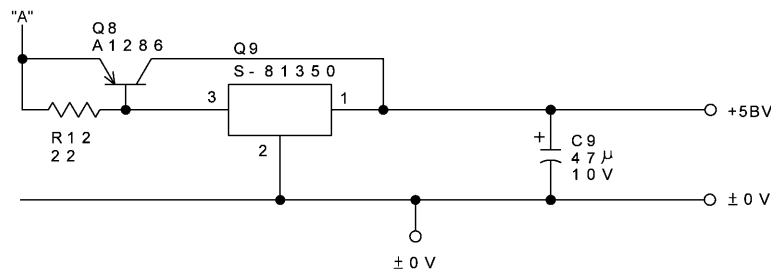 "A"
Q8
A1286
Q9
S-81350
3
1
2
R12
22
+5BV
+
C9
47μ
10V
±0V
±0V